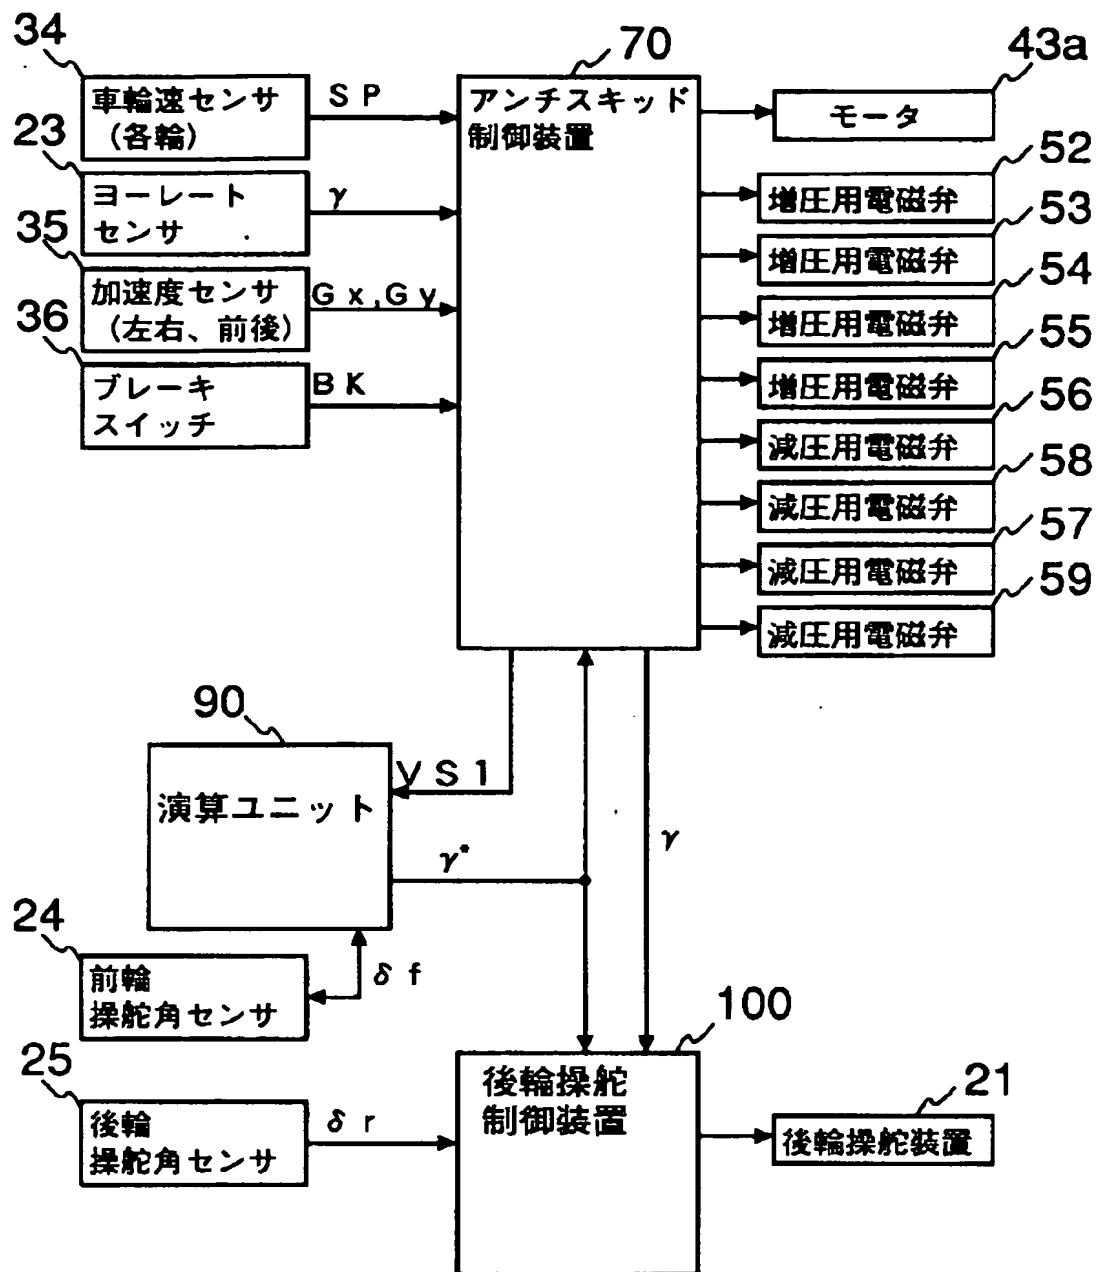 34
車輪速センサ
(各輪)
SP
23
ヨーレート
センサ
γ
35
加速度センサ
(左右、前後)
Gx,Gy
36
ブレーキ
スイッチ
BK
70
アンチスキッド
制御装置
43a
モータ
52
増圧用電磁弁
53
増圧用電磁弁
54
増圧用電磁弁
55
増圧用電磁弁
56
減圧用電磁弁
58
減圧用電磁弁
57
減圧用電磁弁
59
減圧用電磁弁
90
演算ユニット
VS1
γ*
γ
24
前輪
操舵角センサ
δf
25
後輪
操舵角センサ
δr
100
後輪操舵
制御装置
21
後輪操舵装置